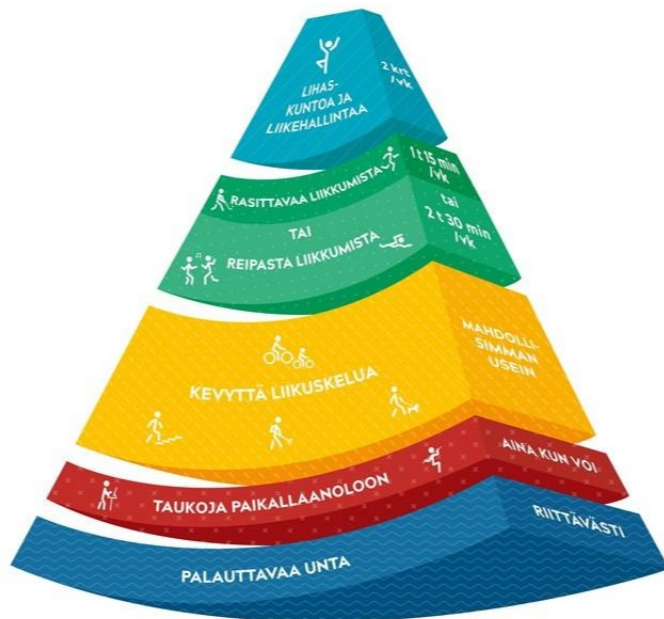 LIHAS-
KUNTOA JA
LIIKEHALLINTAA
2 krt
/vk
RASITTAVAA LIIKKUMISTA
1 t 15 min
/vk
TAI
REIPASTA LIIKKUMISTA
tai
2 t 30 min
/vk
KEVYTTÄ LIIKUSKELUA
MAHDOLLI-
SIMMAN
USEIN
TAUKOJA PAIKALLAANOLOON
AINA KUN VOI
PALAUTTAVAA UNTA
RIITTÄVÄSTI